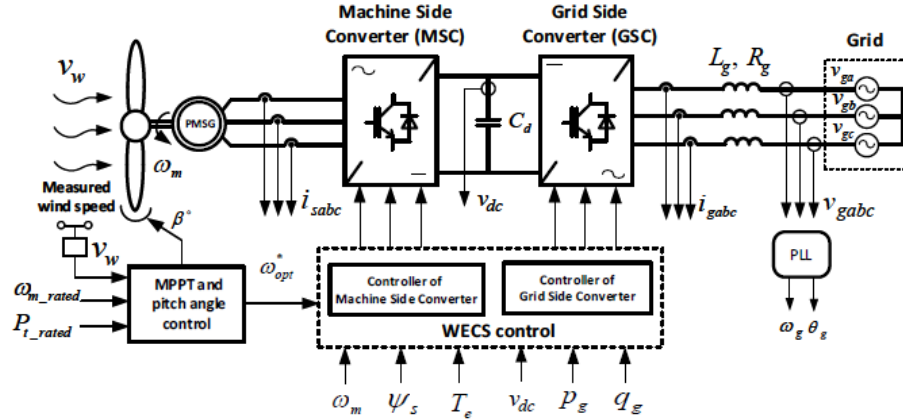 Machine Side
Converter (MSC)
Grid Side
Converter (GSC)
L_g, R_g
Grid
v_w
v_ga
v_gb
v_gc
PMSG
C_d
ω_m
Measured
wind speed
β°
i_sabc
v_dc
i_gabc
v_gabc
v_w
ω*_opt
PLL
MPPT and
pitch angle
control
Controller of
Machine Side Converter
Controller of
Grid Side Converter
ω_m_rated
P_t_rated
WECS control
ω_g θ_g
ω_m ψ_s T_e v_dc p_g q_g